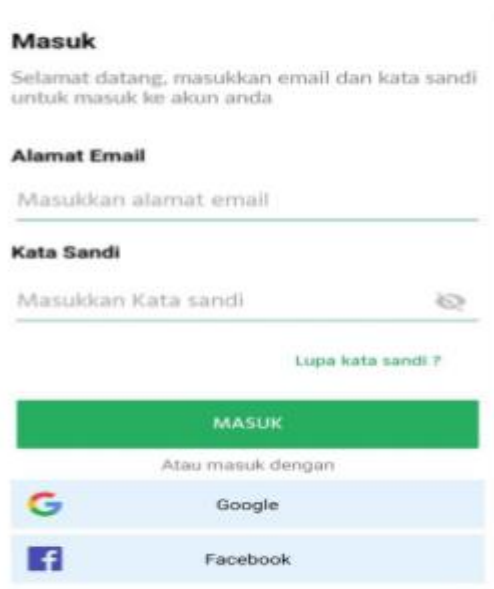 Masuk
Selamat datang, masukkan email dan kata sandi
untuk masuk ke akun anda
Alamat Email
Masukkan alamat email
Kata Sandi
Masukkan Kata sandi
Lupa kata sandi ?
MASUK
Atau masuk dengan
Google
Facebook